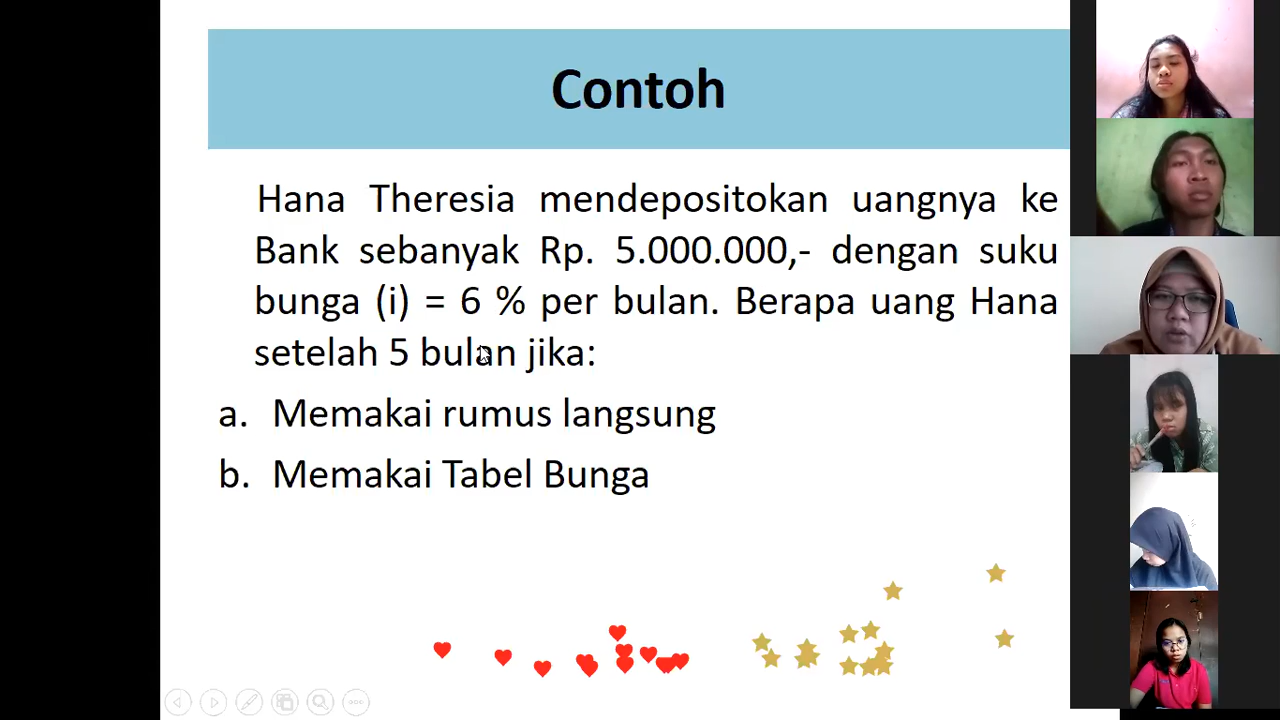 Contoh
Hana Theresia mendepositokan uangnya ke
Bank sebanyak Rp. 5.000.000,- dengan suku
bunga (i) = 6 % per bulan. Berapa uang Hana
setelah 5 bulan jika:
a. Memakai rumus langsung
b. Memakai Tabel Bunga